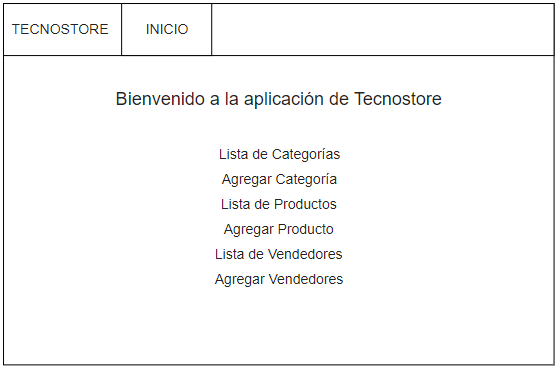 TECNOSTORE INICIO
Bienvenido a la aplicación de Tecnostore
Lista de Categorías
Agregar Categoría
Lista de Productos
Agregar Producto
Lista de Vendedores
Agregar Vendedores